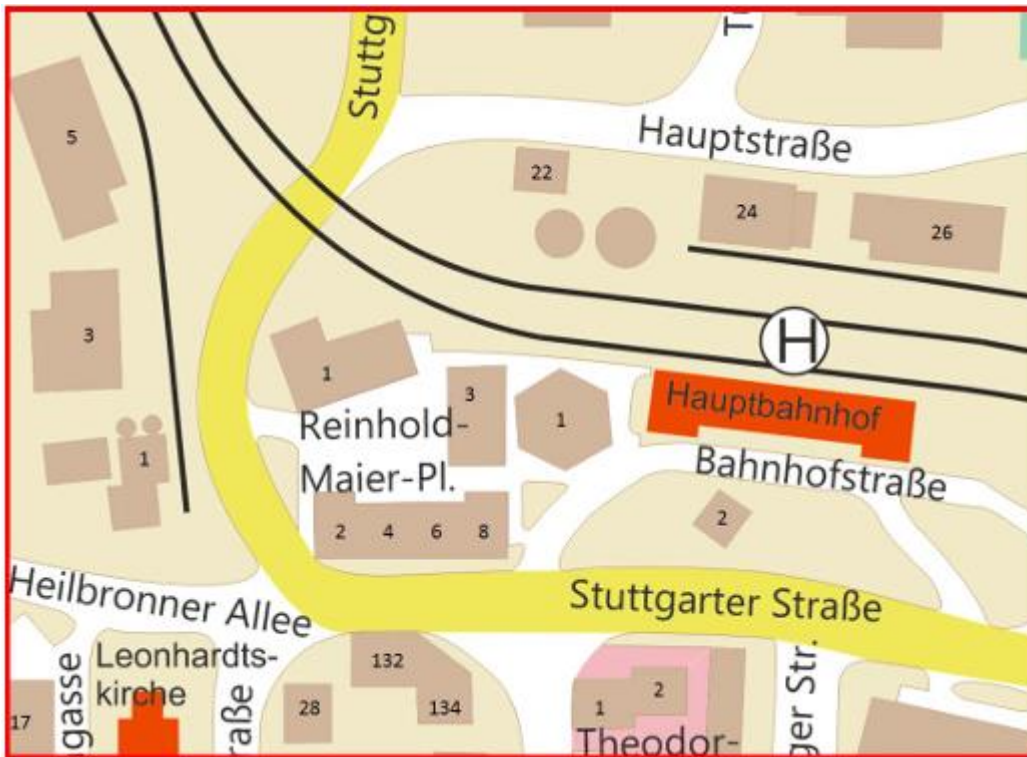 Stuttg
T
Hauptstraße
5
22
24
26
3
H
1
3
1
Hauptbahnhof
Reinhold-
Maier-Pl.
Bahnhofstraße
1
2
4
6
8
2
Heilbronner Allee
Stuttgarter Straße
Leonhardts-
kirche
132
134
28
17
gasse
raße
1
2
ger Str.
Theodor-